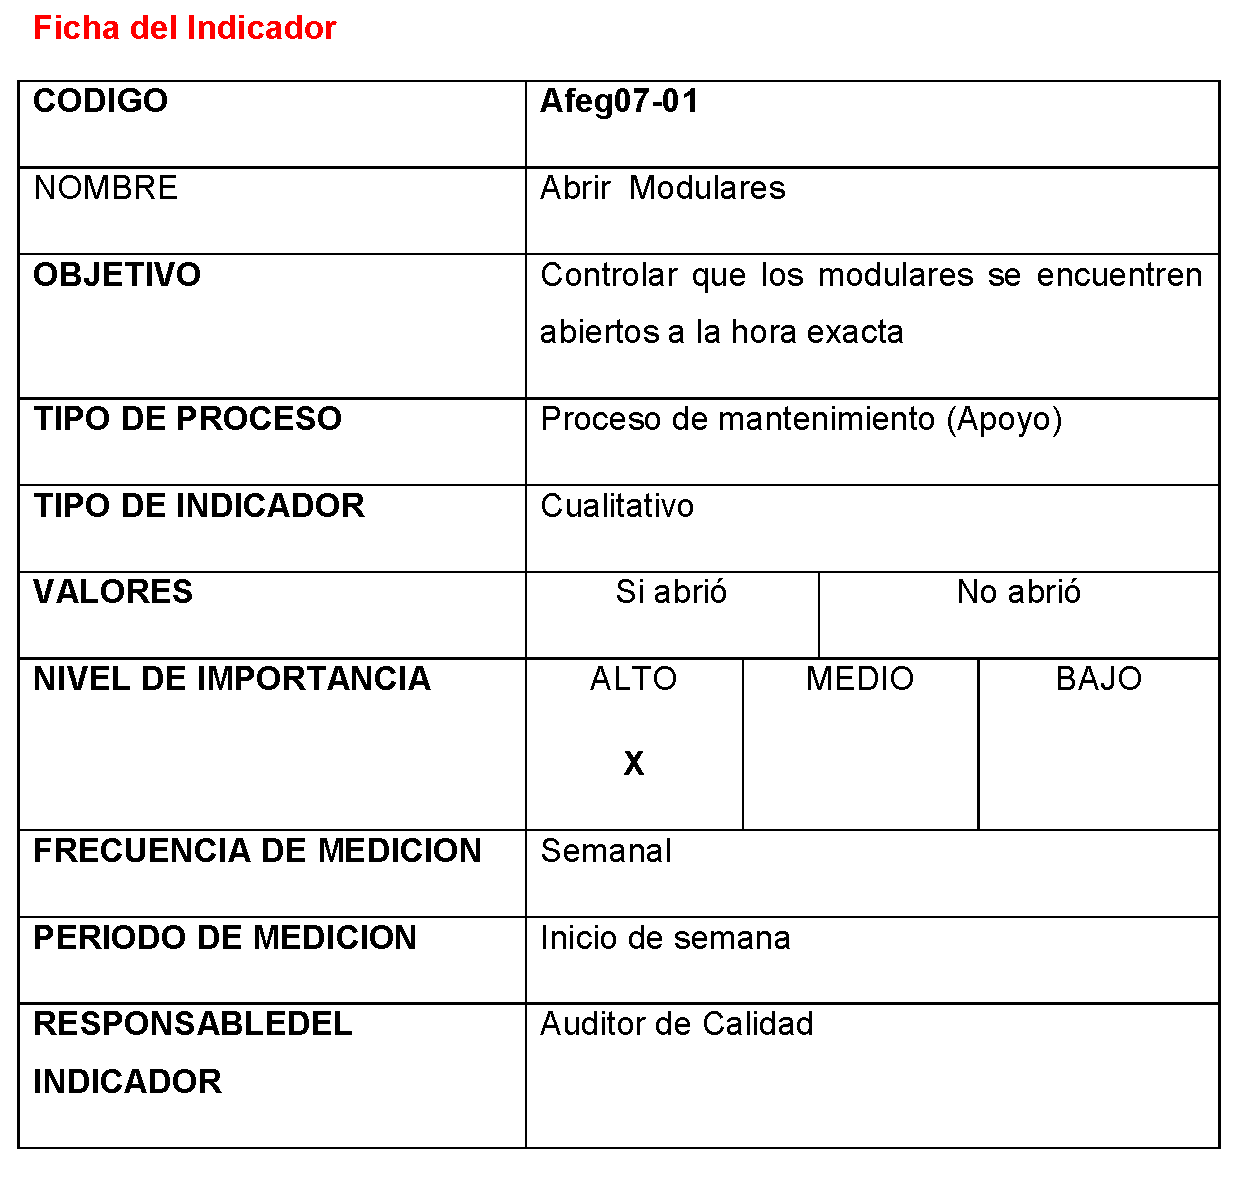 Ficha del Indicador
CODIGO Afeg07-01
NOMBRE Abrir  Modulares
OBJETIVO Controlar que los modulares se encuentren
abiertos a la hora exacta
TIPO DE PROCESO Proceso de mantenimiento (Apoyo)
TIPO DE INDICADOR Cualitativo
VALORES Si abrió No abrió
NIVEL DE IMPORTANCIA ALTO MEDIO BAJO
X
FRECUENCIA DE MEDICION Semanal
PERIODO DE MEDICION Inicio de semana
RESPONSABLEDEL Auditor de Calidad
INDICADOR